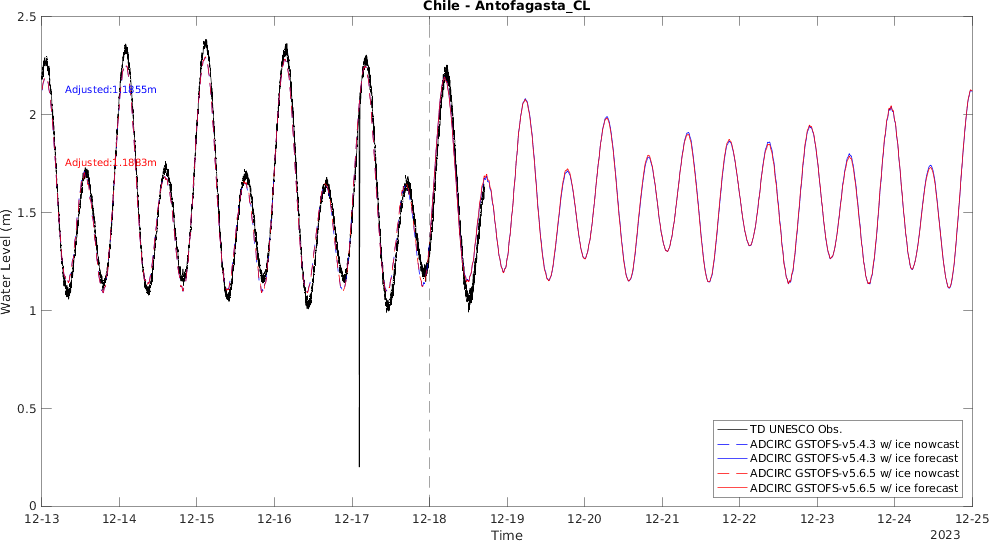 Chile - Antofagasta_CL
2.5
2
1.5
1
0.5
0
Water Level (m)
Adjusted:1.1855m
Adjusted:1.1883m
TD UNESCO Obs.
ADCIRC GSTOFS-v5.4.3 w/ ice nowcast
ADCIRC GSTOFS-v5.4.3 w/ ice forecast
ADCIRC GSTOFS-v5.6.5 w/ ice nowcast
ADCIRC GSTOFS-v5.6.5 w/ ice forecast
12-13 12-14 12-15 12-16 12-17 12-18 12-19 12-20 12-21 12-22 12-23 12-24 12-25
Time
2023